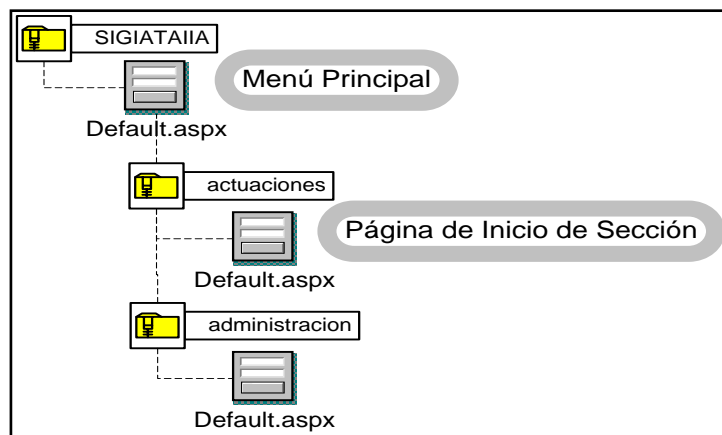 SIGIATAIIA
Menú Principal
Default.aspx
actuaciones
Página de Inicio de Sección
Default.aspx
administracion
Default.aspx